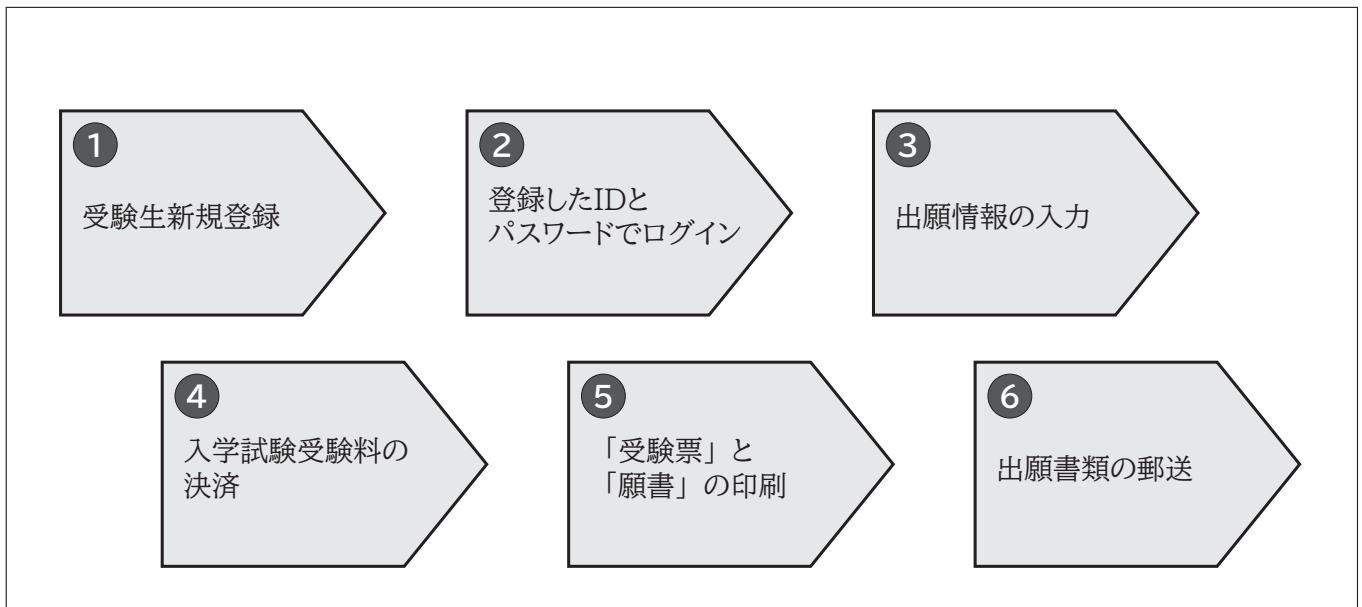 1
受験生新規登録
2
登録したIDと
パスワードでログイン
3
出願情報の入力
4
入学試験受験料の
決済
5
「受験票」と
「願書」の印刷
6
出願書類の郵送